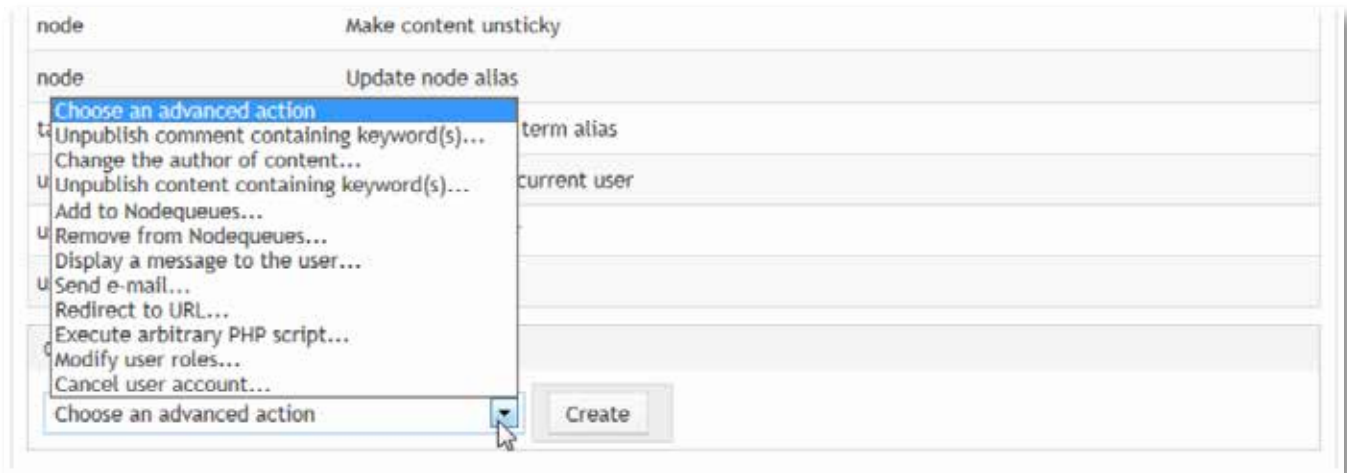 node Make content unsticky
node Update node alias
Choose an advanced action
Unpublish comment containing keyword(s)...
term alias
Change the author of content...
Unpublish content containing keyword(s)...
current user
Add to Nodequeues...
Remove from Nodequeues...
Display a message to the user...
Send e-mail...
Redirect to URL...
Execute arbitrary PHP script...
Modify user roles...
Cancel user account...
Choose an advanced action Create